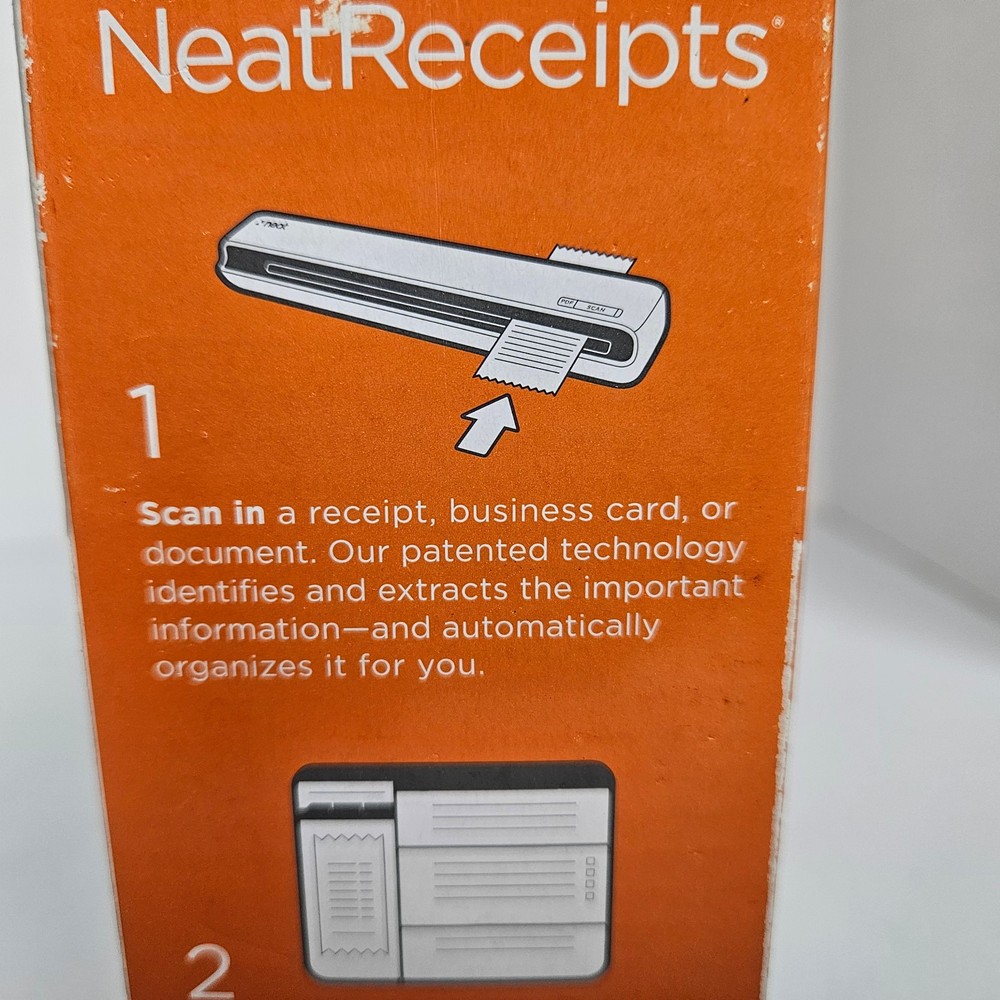 NeatReceipts®
neat
PDF SCAN
1
Scan in a receipt, business card, or
document. Our patented technology
identifies and extracts the important
information—and automatically
organizes it for you.
2